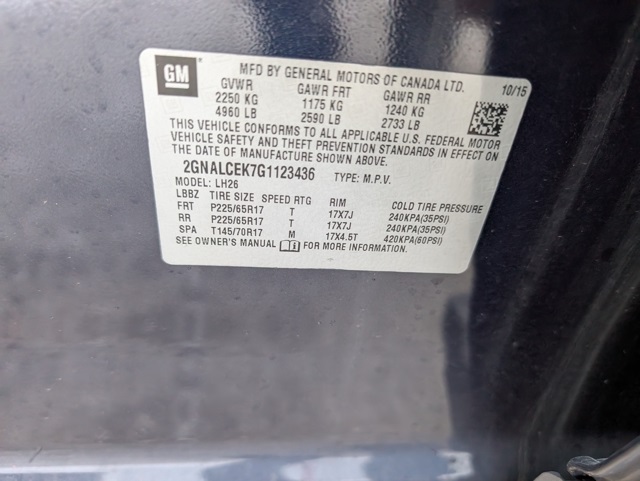 GM
MFD BY GENERAL MOTORS OF CANADA LTD.
10/15
GVWR GAWR FRT GAWR RR
2250 KG 1175 KG 1240 KG
4960 LB 2590 LB 2733 LB
THIS VEHICLE CONFORMS TO ALL APPLICABLE U.S. FEDERAL MOTOR
VEHICLE SAFETY AND THEFT PREVENTION STANDARDS IN EFFECT ON
THE DATE OF MANUFACTURE SHOWN ABOVE.
2GNALCEK7G1123436 TYPE: M.P.V.
MODEL: LH26
LBBZ TIRE SIZE SPEED RTG RIM COLD TIRE PRESSURE
FRT P225/65R17 T 17X7J 240KPA(35PSI)
RR P225/65R17 T 17X7J 240KPA(35PSI)
SPA T145/70R17 M 17X4.5T 420KPA(60PSI)
SEE OWNER'S MANUAL FOR MORE INFORMATION.